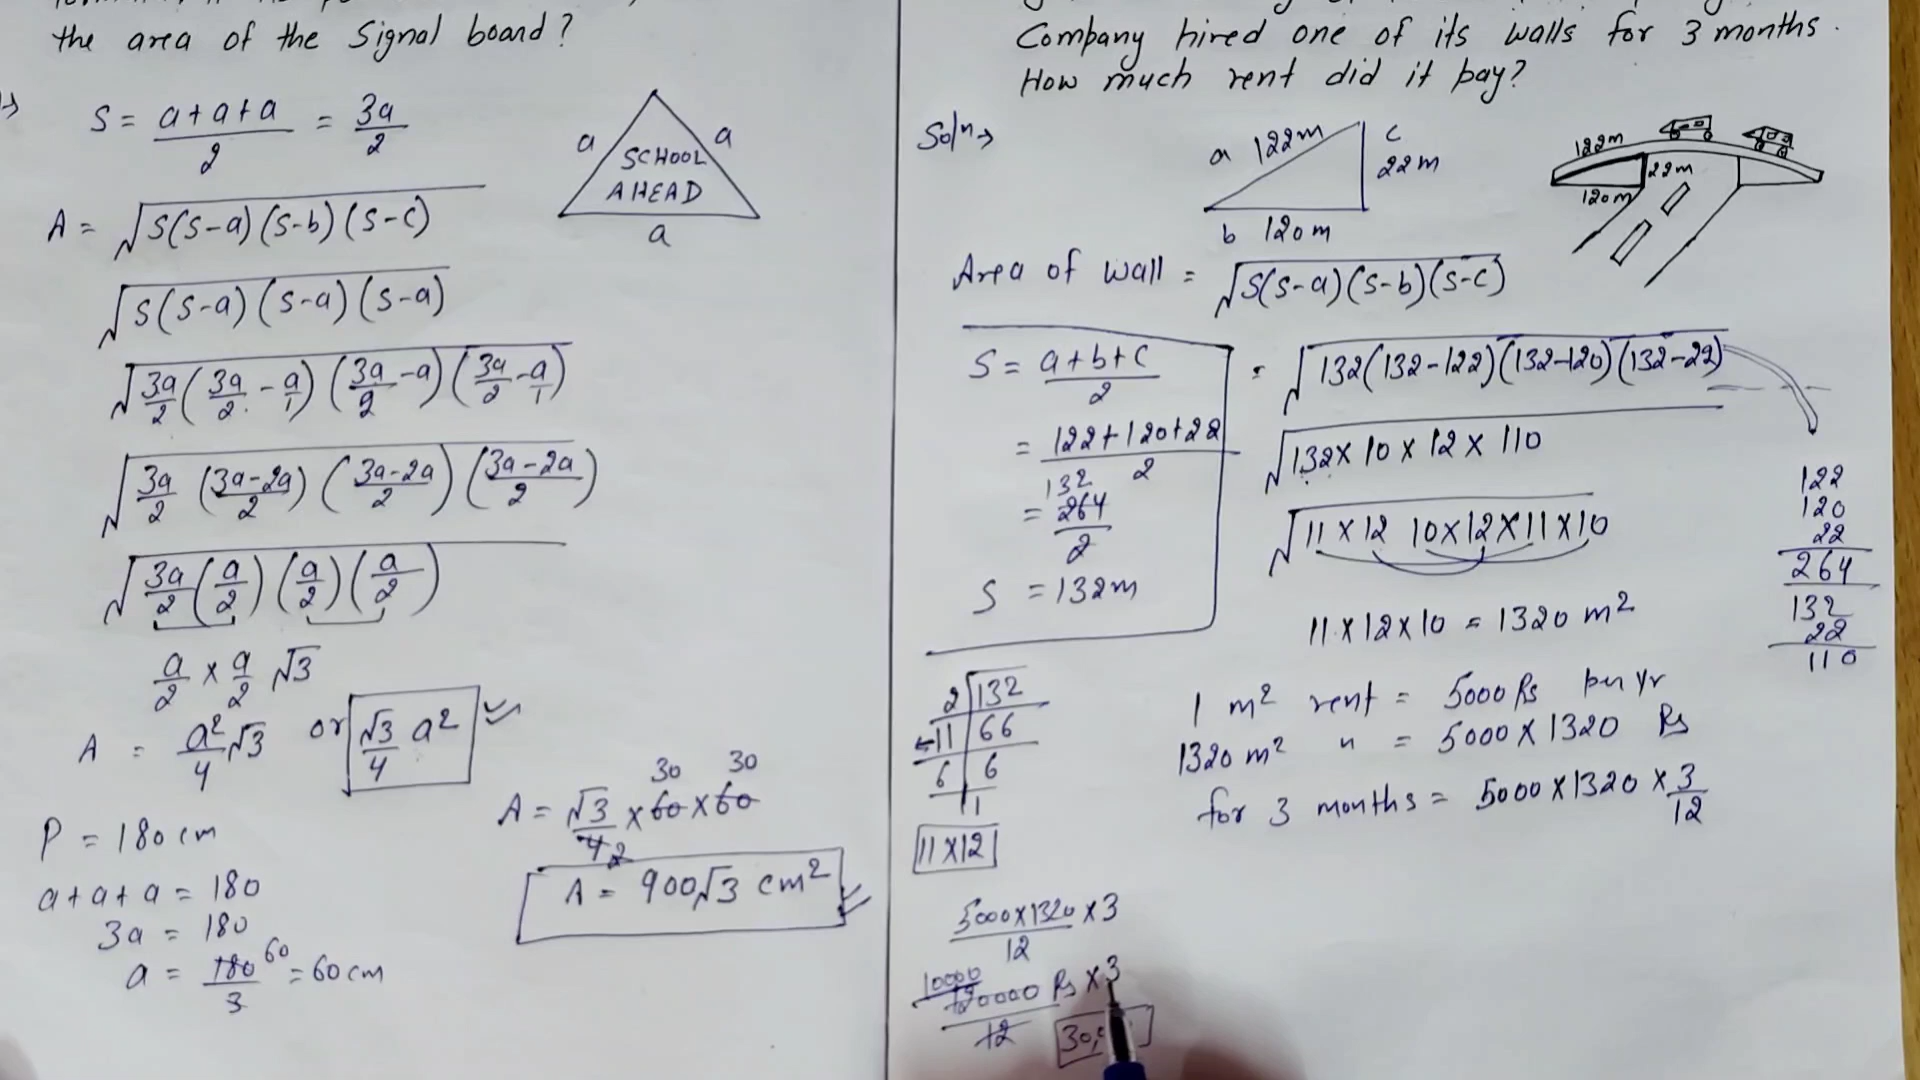 the area of the Signal board?
S = a+a+a/2 = 3a/2
a
a
SCHOOL
AHEAD
a
A = √S(S-a)(S-b)(S-c)
√S(S-a)(S-a)(S-a)
√3a/2(3a/2 - a/1)(3a/2 - a)(3a/2 - a/1)
√3a/2 (3a-2a/2)(3a-2a/2)(3a-2a/2)
√3a/2(a/2)(a/2)(a/2)
a/2 × a/2 √3
A = a²/4 √3 or √3/4 a²
P = 180 cm
a+a+a = 180
3a = 180
a = 180/3 60 = 60 cm
30 30
A = √3/4 × 60 × 60
2
A = 900√3 cm²
Company hired one of its walls for 3 months.
How much rent did it pay?
Soln→
a 122m
c
22m
b 120m
122m
22m
120m
Area of wall = √S(S-a)(S-b)(S-c)
S = a+b+c/2
= 122+120+22/2
132
= 264/2
S = 132m
= √132(132-122)(132-120)(132-22)
√132 × 10 × 12 × 110
√11 × 12 10×12×11×10
11 × 12 × 10 = 1320 m²
122
120
22
264
132
22
110
2 132
11 66
6 6
1
11×12
1 m² rent = 5000 Rs per yr
1320 m² " = 5000 × 1320 Rs
for 3 months = 5000 × 1320 × 3/12
5000×1320/12 × 3
10000
Rs × 3
12